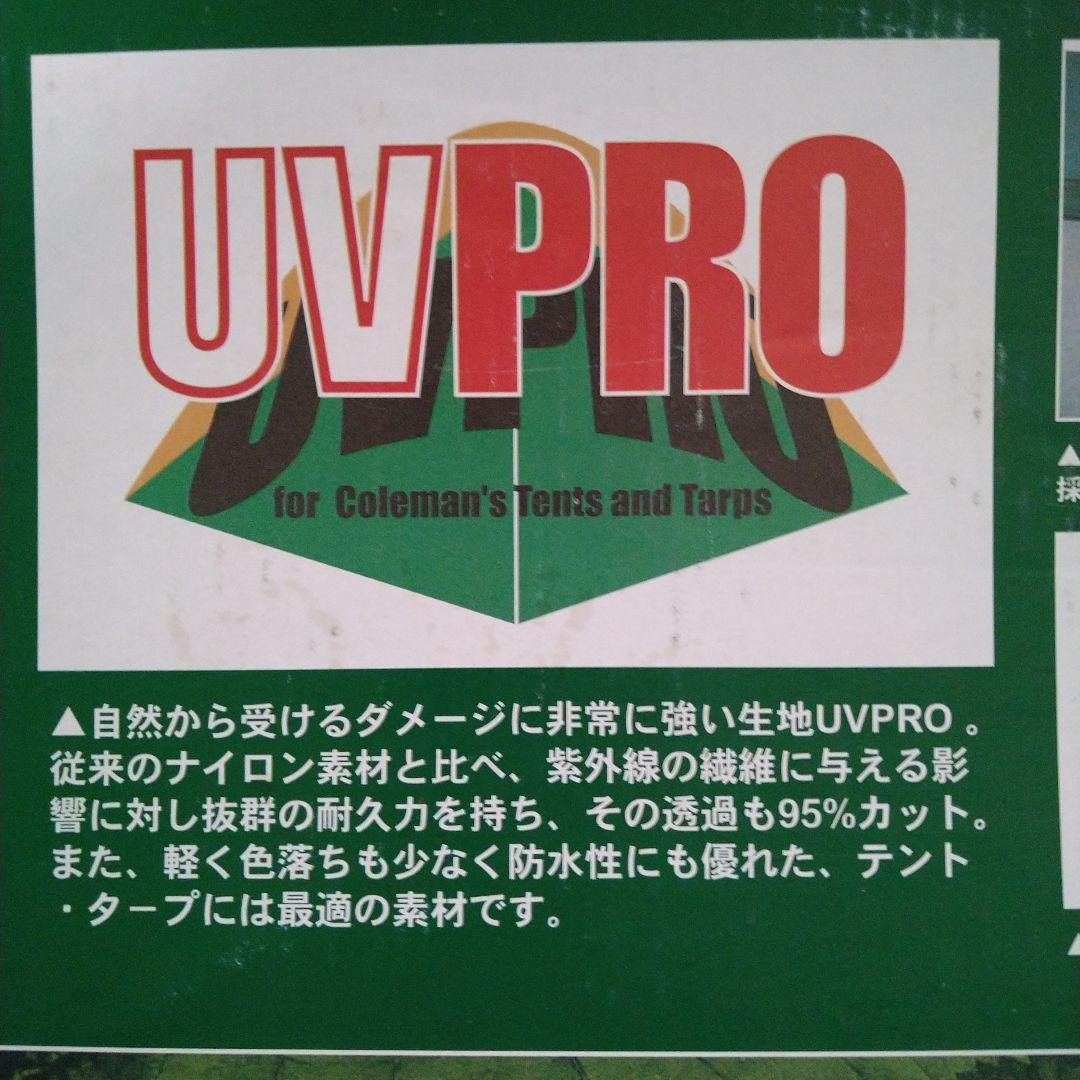 UVPRO
UVPRO
for Coleman's Tents and Tarps
▲自然から受けるダメージに非常に強い生地UVPRO。
従来のナイロン素材と比べ、紫外線の繊維に与える影
響に対し抜群の耐久力を持ち、その透過も95%カット。
また、軽く色落ちも少なく防水性にも優れた、テント
・タープには最適の素材です。
▲
採
▲